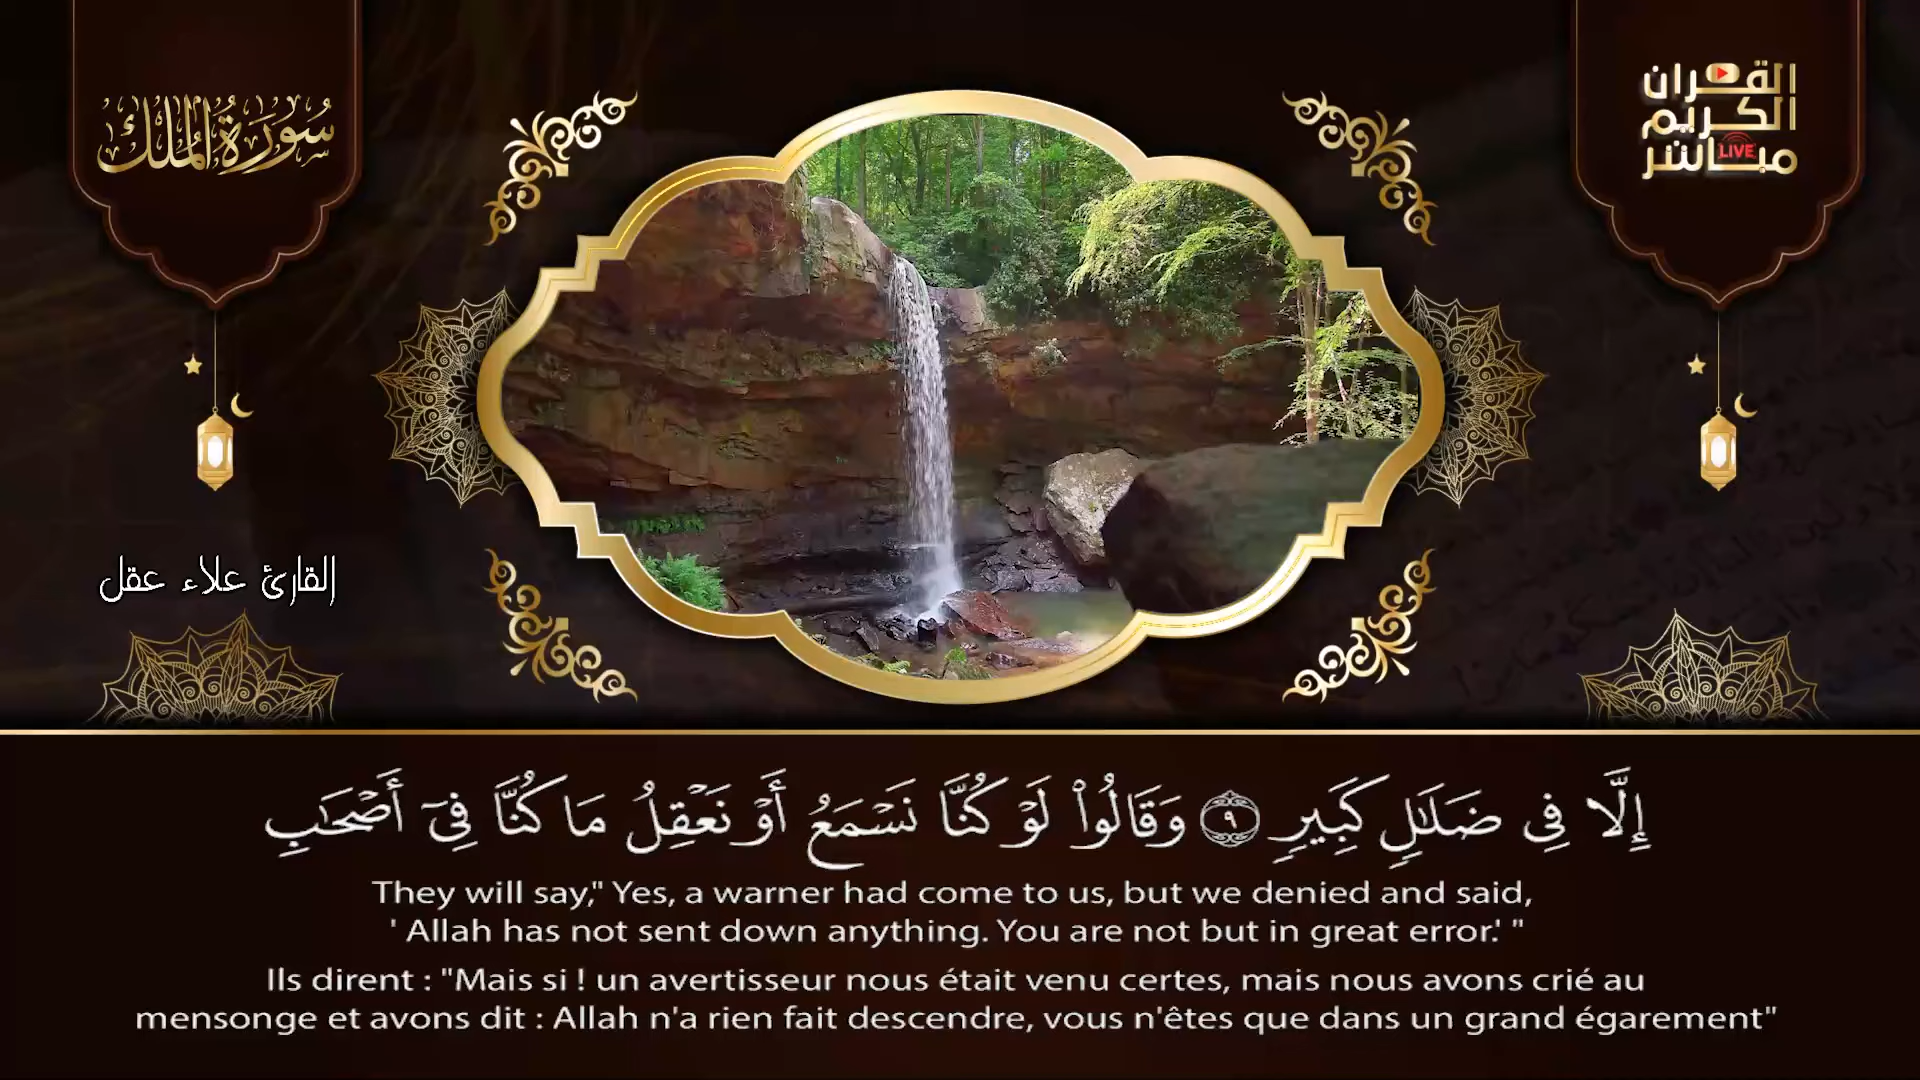 سُورَةُ المُلك
القرآن
الكريم
مباشر
LIVE
القارئ علاء عقل
إِلَّا فِي ضَلَٰلٍ كَبِيرٍ ۝٩ وَقَالُوا۟ لَوْ كُنَّا نَسْمَعُ أَوْ نَعْقِلُ مَا كُنَّا فِىٓ أَصْحَٰبِ
They will say," Yes, a warner had come to us, but we denied and said,
' Allah has not sent down anything. You are not but in great error.' "
Ils dirent : "Mais si ! un avertisseur nous était venu certes, mais nous avons crié au
mensonge et avons dit : Allah n'a rien fait descendre, vous n'êtes que dans un grand égarement"